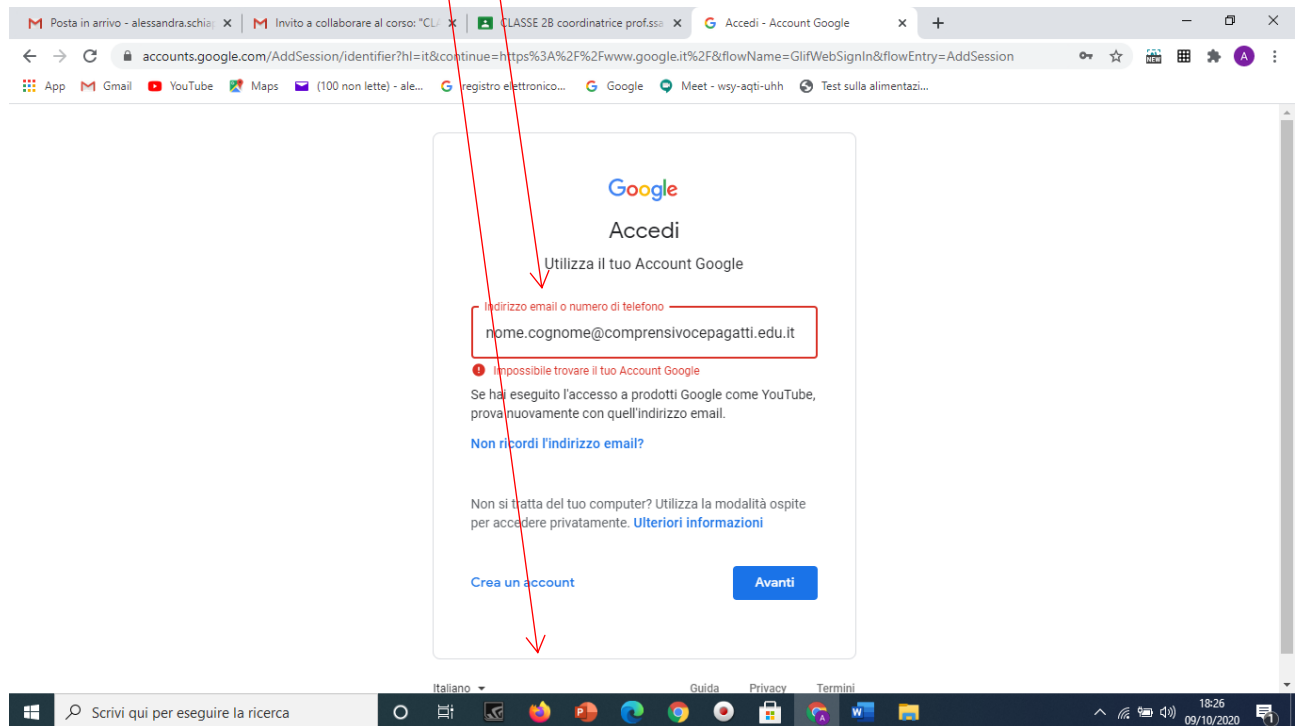 Posta in arrivo - alessandra.schiap
Invito a collaborare al corso: "CL
CLASSE 2B coordinatrice prof.ssa
Accedi - Account Google
accounts.google.com/AddSession/identifier?hl=it&continue=https%3A%2F%2Fwww.google.it%2F&flowName=GlifWebSignIn&flowEntry=AddSession
App Gmail YouTube Maps (100 non lette) - ale... registro elettronico... Google Meet - wsy-aqti-uhh Test sulla alimentazi...
Google
Accedi
Utilizza il tuo Account Google
Indirizzo email o numero di telefono
nome.cognome@comprensivocepagatti.edu.it
Impossibile trovare il tuo Account Google
Se hai eseguito l'accesso a prodotti Google come YouTube,
prova nuovamente con quell'indirizzo email.
Non ricordi l'indirizzo email?
Non si tratta del tuo computer? Utilizza la modalità ospite
per accedere privatamente. Ulteriori informazioni
Crea un account
Avanti
Italiano
Guida Privacy Termini
Scrivi qui per eseguire la ricerca
18:26
09/10/2020